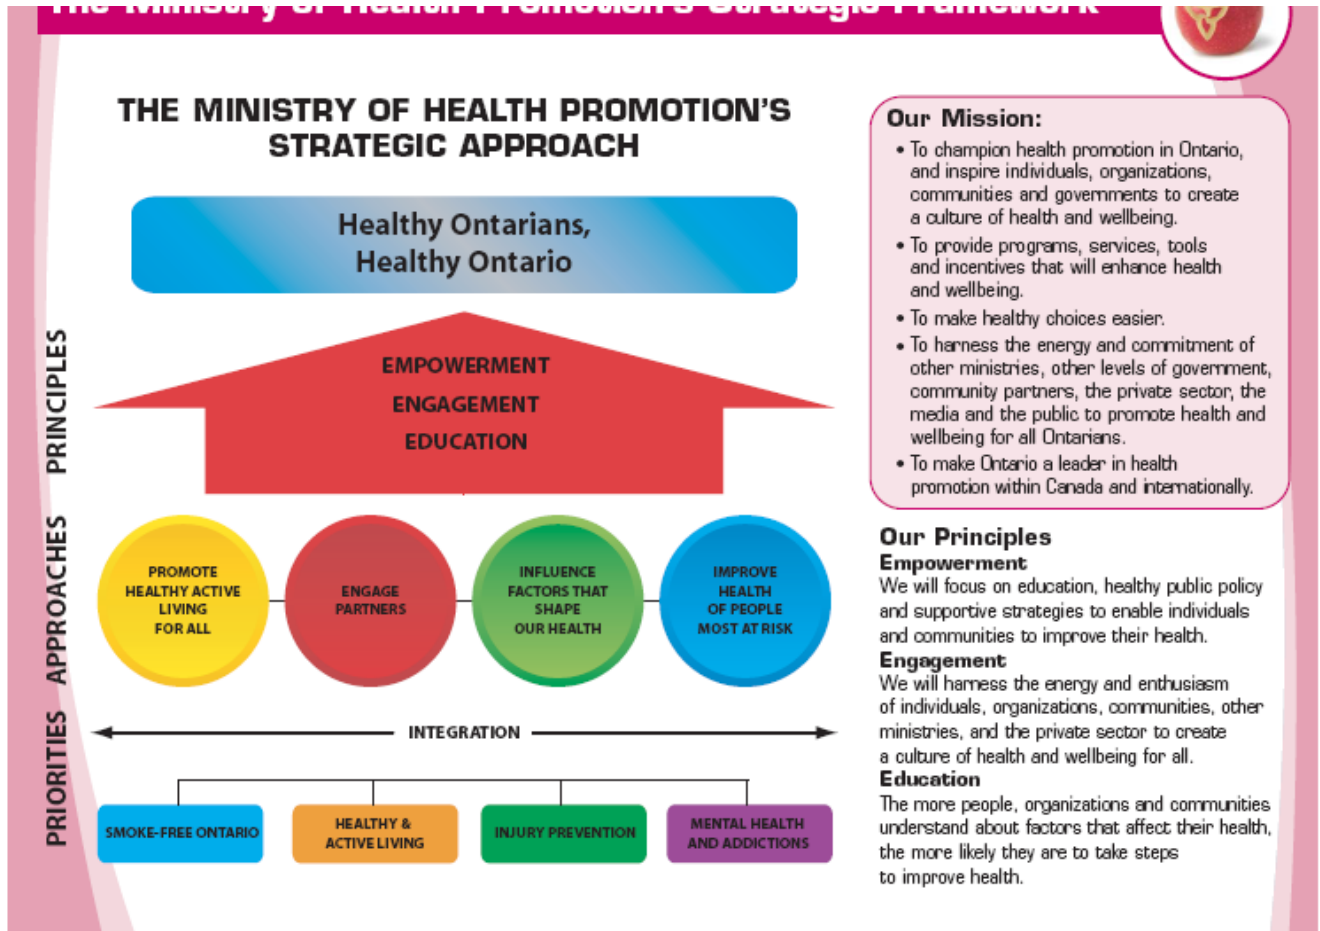 The Ministry of Health Promotion's Strategic Framework
THE MINISTRY OF HEALTH PROMOTION'S
STRATEGIC APPROACH
Healthy Ontarians,
Healthy Ontario
PRINCIPLES
EMPOWERMENT
ENGAGEMENT
EDUCATION
APPROACHES
PROMOTE
HEALTHY ACTIVE
LIVING
FOR ALL
ENGAGE
PARTNERS
INFLUENCE
FACTORS THAT
SHAPE
OUR HEALTH
IMPROVE
HEALTH
OF PEOPLE
MOST AT RISK
PRIORITIES
INTEGRATION
SMOKE-FREE ONTARIO
HEALTHY &
ACTIVE LIVING
INJURY PREVENTION
MENTAL HEALTH
AND ADDICTIONS
Our Mission:
• To champion health promotion in Ontario,
and inspire individuals, organizations,
communities and governments to create
a culture of health and wellbeing.
• To provide programs, services, tools
and incentives that will enhance health
and wellbeing.
• To make healthy choices easier.
• To harness the energy and commitment of
other ministries, other levels of government,
community partners, the private sector, the
media and the public to promote health and
wellbeing for all Ontarians.
• To make Ontario a leader in health
promotion within Canada and internationally.
Our Principles
Empowerment
We will focus on education, healthy public policy
and supportive strategies to enable individuals
and communities to improve their health.
Engagement
We will harness the energy and enthusiasm
of individuals, organizations, communities, other
ministries, and the private sector to create
a culture of health and wellbeing for all.
Education
The more people, organizations and communities
understand about factors that affect their health,
the more likely they are to take steps
to improve health.